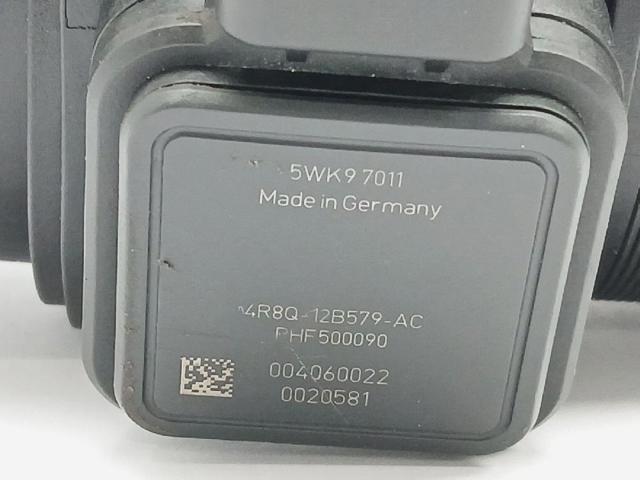 5WK9 7011
Made in Germany
4R8Q-12B579-AC
PHF500090
004060022
0020581